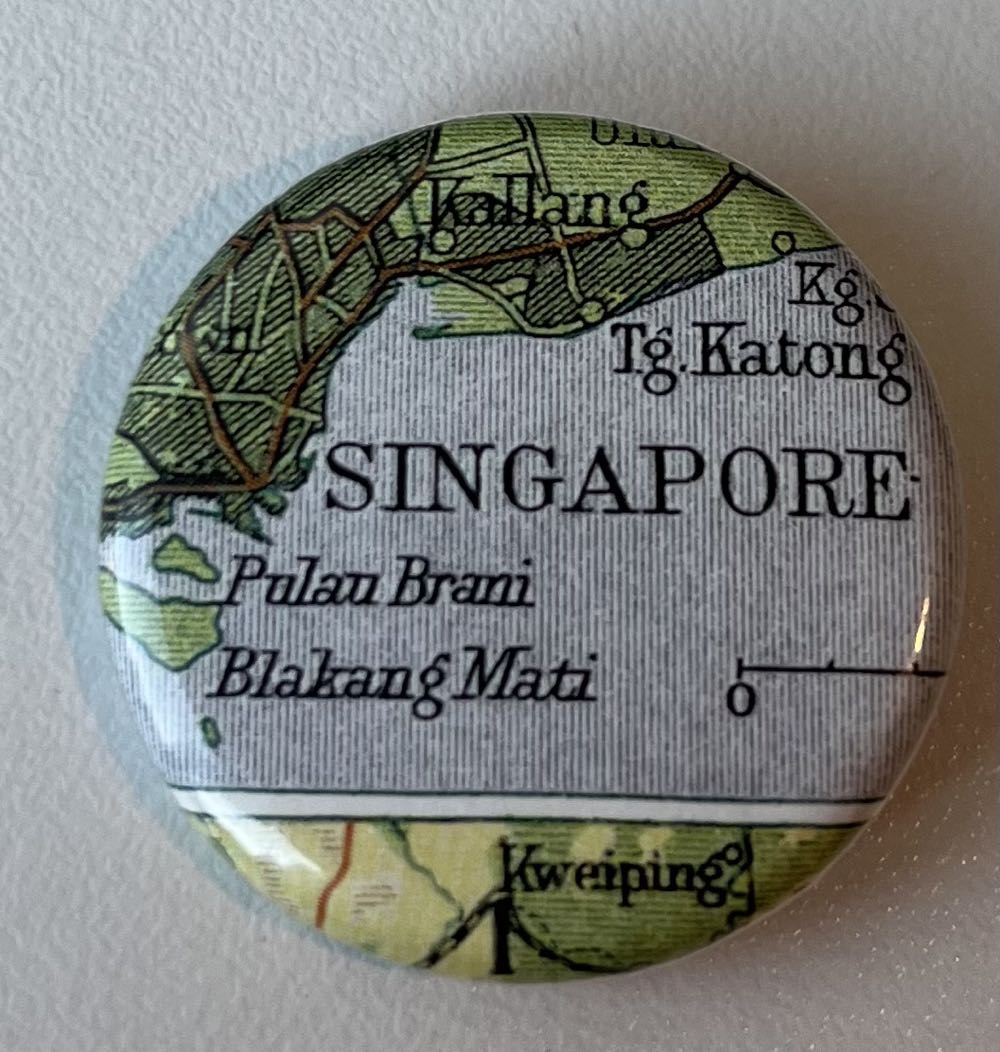 Kallang
Kg.
Tg. Katong
SINGAPORE
Pulau Brani
Blakang Mati
0
Kweiping